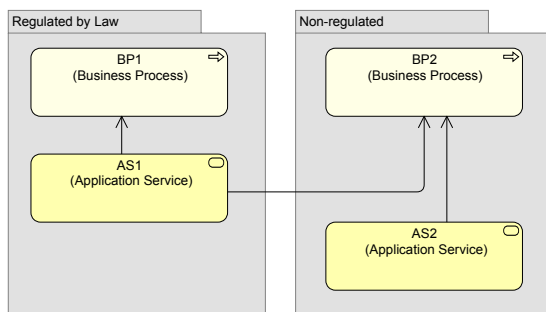 Regulated by Law
BP1
(Business Process)
AS1
(Application Service)
Non-regulated
BP2
(Business Process)
AS2
(Application Service)